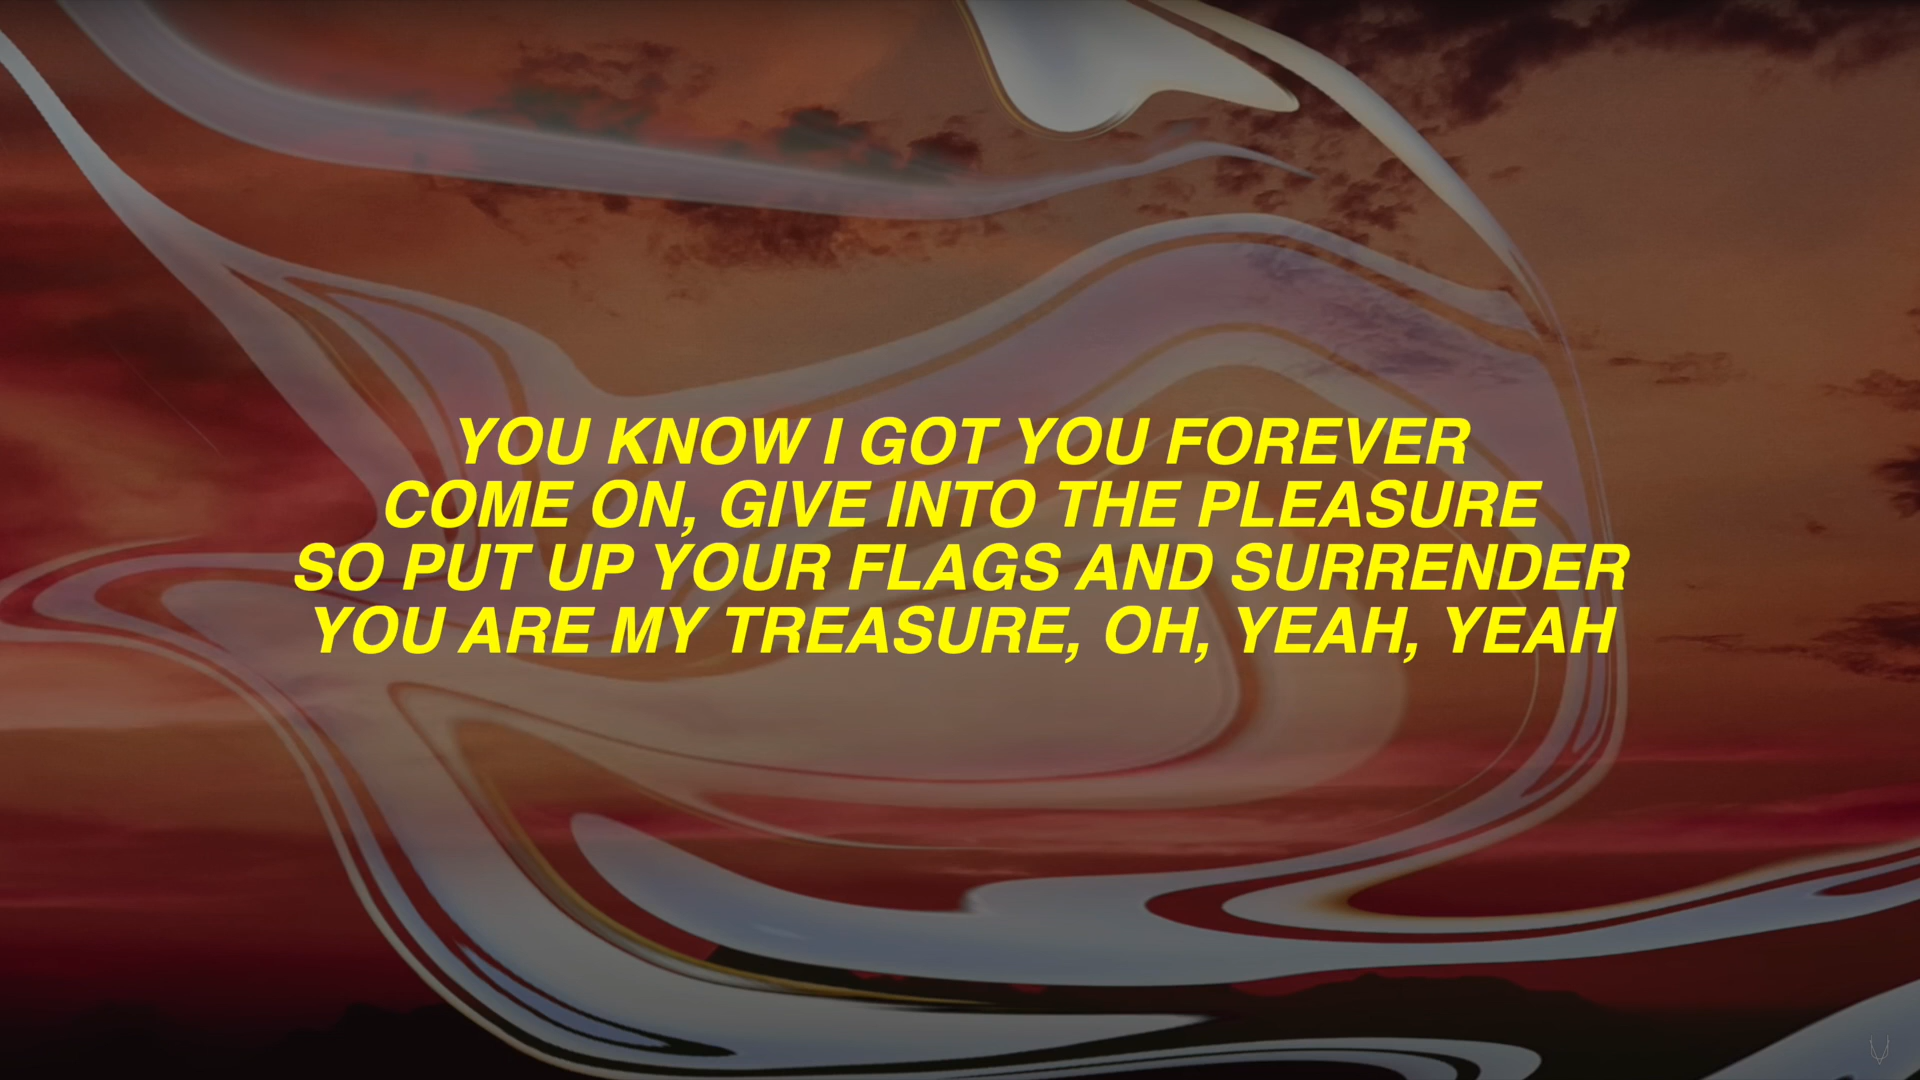 YOU KNOW I GOT YOU FOREVER
COME ON, GIVE INTO THE PLEASURE
SO PUT UP YOUR FLAGS AND SURRENDER
YOU ARE MY TREASURE, OH, YEAH, YEAH